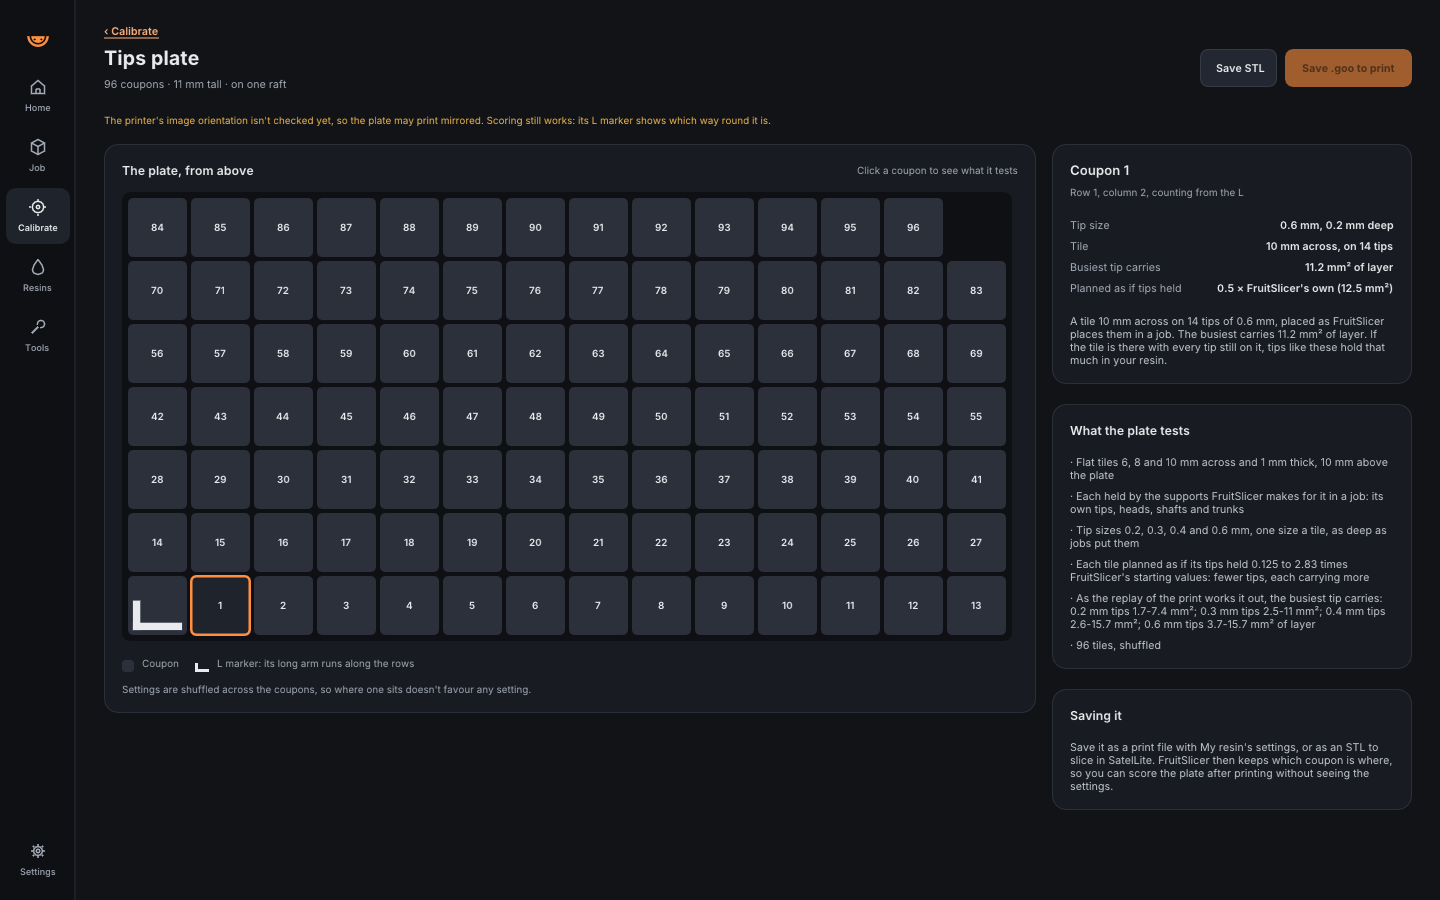 ‹ Calibrate
Tips plate
96 coupons · 11 mm tall · on one raft
Save STL
Save .goo to print
Home
Job
Calibrate
Resins
Tools
Settings
The printer's image orientation isn't checked yet, so the plate may print mirrored. Scoring still works: its L marker shows which way round it is.
The plate, from above
Click a coupon to see what it tests
84 85 86 87 88 89 90 91 92 93 94 95 96
70 71 72 73 74 75 76 77 78 79 80 81 82 83
56 57 58 59 60 61 62 63 64 65 66 67 68 69
42 43 44 45 46 47 48 49 50 51 52 53 54 55
28 29 30 31 32 33 34 35 36 37 38 39 40 41
14 15 16 17 18 19 20 21 22 23 24 25 26 27
1 2 3 4 5 6 7 8 9 10 11 12 13
Coupon
L marker: its long arm runs along the rows
Settings are shuffled across the coupons, so where one sits doesn't favour any setting.
Coupon 1
Row 1, column 2, counting from the L
Tip size 0.6 mm, 0.2 mm deep
Tile 10 mm across, on 14 tips
Busiest tip carries 11.2 mm² of layer
Planned as if tips held 0.5 × FruitSlicer's own (12.5 mm²)
A tile 10 mm across on 14 tips of 0.6 mm, placed as FruitSlicer
places them in a job. The busiest carries 11.2 mm² of layer. If
the tile is there with every tip still on it, tips like these hold that
much in your resin.
What the plate tests
· Flat tiles 6, 8 and 10 mm across and 1 mm thick, 10 mm above
the plate
· Each held by the supports FruitSlicer makes for it in a job: its
own tips, heads, shafts and trunks
· Tip sizes 0.2, 0.3, 0.4 and 0.6 mm, one size a tile, as deep as
jobs put them
· Each tile planned as if its tips held 0.125 to 2.83 times
FruitSlicer's starting values: fewer tips, each carrying more
· As the replay of the print works it out, the busiest tip carries:
0.2 mm tips 1.7-7.4 mm²; 0.3 mm tips 2.5-11 mm²; 0.4 mm tips
2.6-15.7 mm²; 0.6 mm tips 3.7-15.7 mm² of layer
· 96 tiles, shuffled
Saving it
Save it as a print file with My resin's settings, or as an STL to
slice in SatelLite. FruitSlicer then keeps which coupon is where,
so you can score the plate after printing without seeing the
settings.